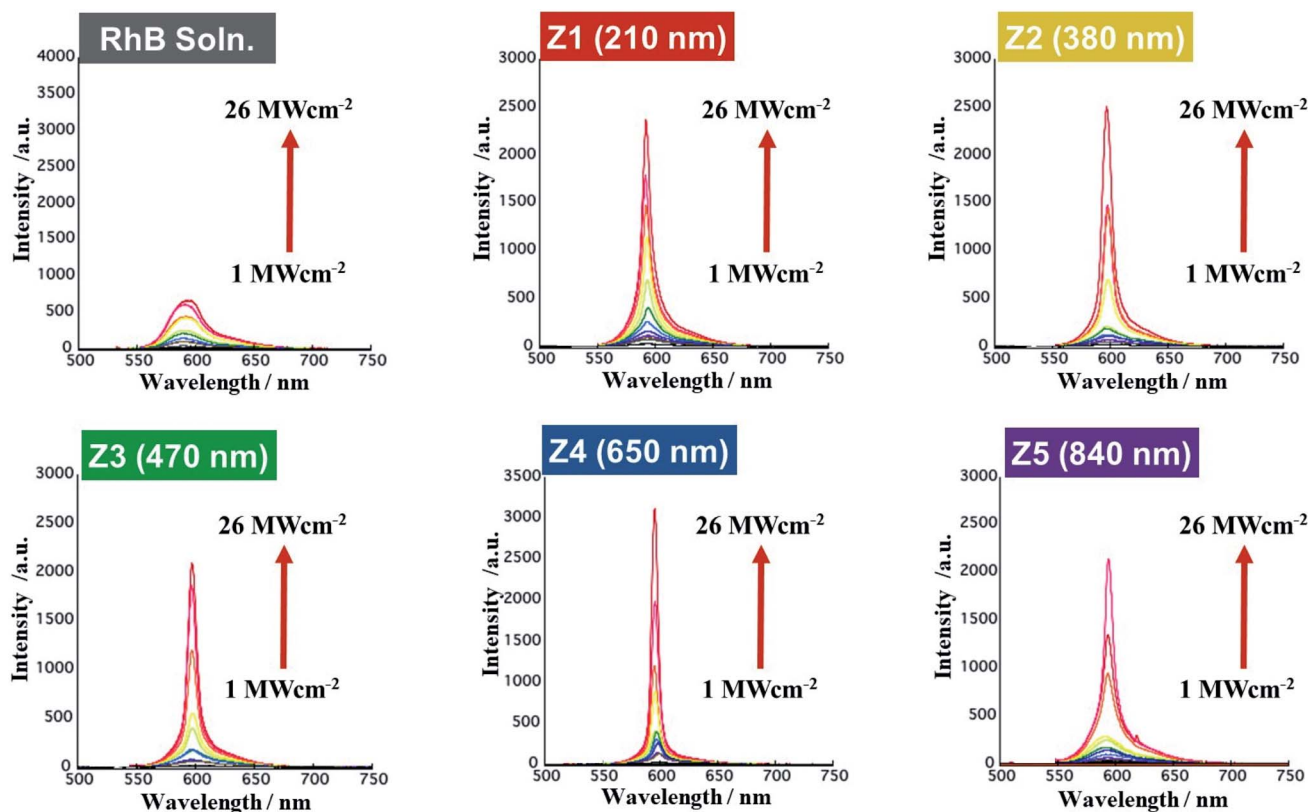 RhB Soln.
4000
3500
3000
2500
2000
1500
1000
500
0
Intensity /a.u.
26 MWcm⁻²
1 MWcm⁻²
500 550 600 650 700 750
Wavelength / nm
Z1 (210 nm)
3000
2500
2000
1500
1000
500
0
Intensity /a.u.
26 MWcm⁻²
1 MWcm⁻²
500 550 600 650 700 750
Wavelength / nm
Z2 (380 nm)
3000
2500
2000
1500
1000
500
0
Intensity /a.u.
26 MWcm⁻²
1 MWcm⁻²
500 550 600 650 700 750
Wavelength / nm
Z3 (470 nm)
3000
2500
2000
1500
1000
500
0
Intensity /a.u.
26 MWcm⁻²
1 MWcm⁻²
500 550 600 650 700 750
Wavelength / nm
Z4 (650 nm)
3500
3000
2500
2000
1500
1000
500
0
Intensity /a.u.
26 MWcm⁻²
1 MWcm⁻²
500 550 600 650 700 750
Wavelength / nm
Z5 (840 nm)
3000
2500
2000
1500
1000
500
0
Intensity /a.u.
26 MWcm⁻²
1 MWcm⁻²
500 550 600 650 700 750
Wavelength / nm